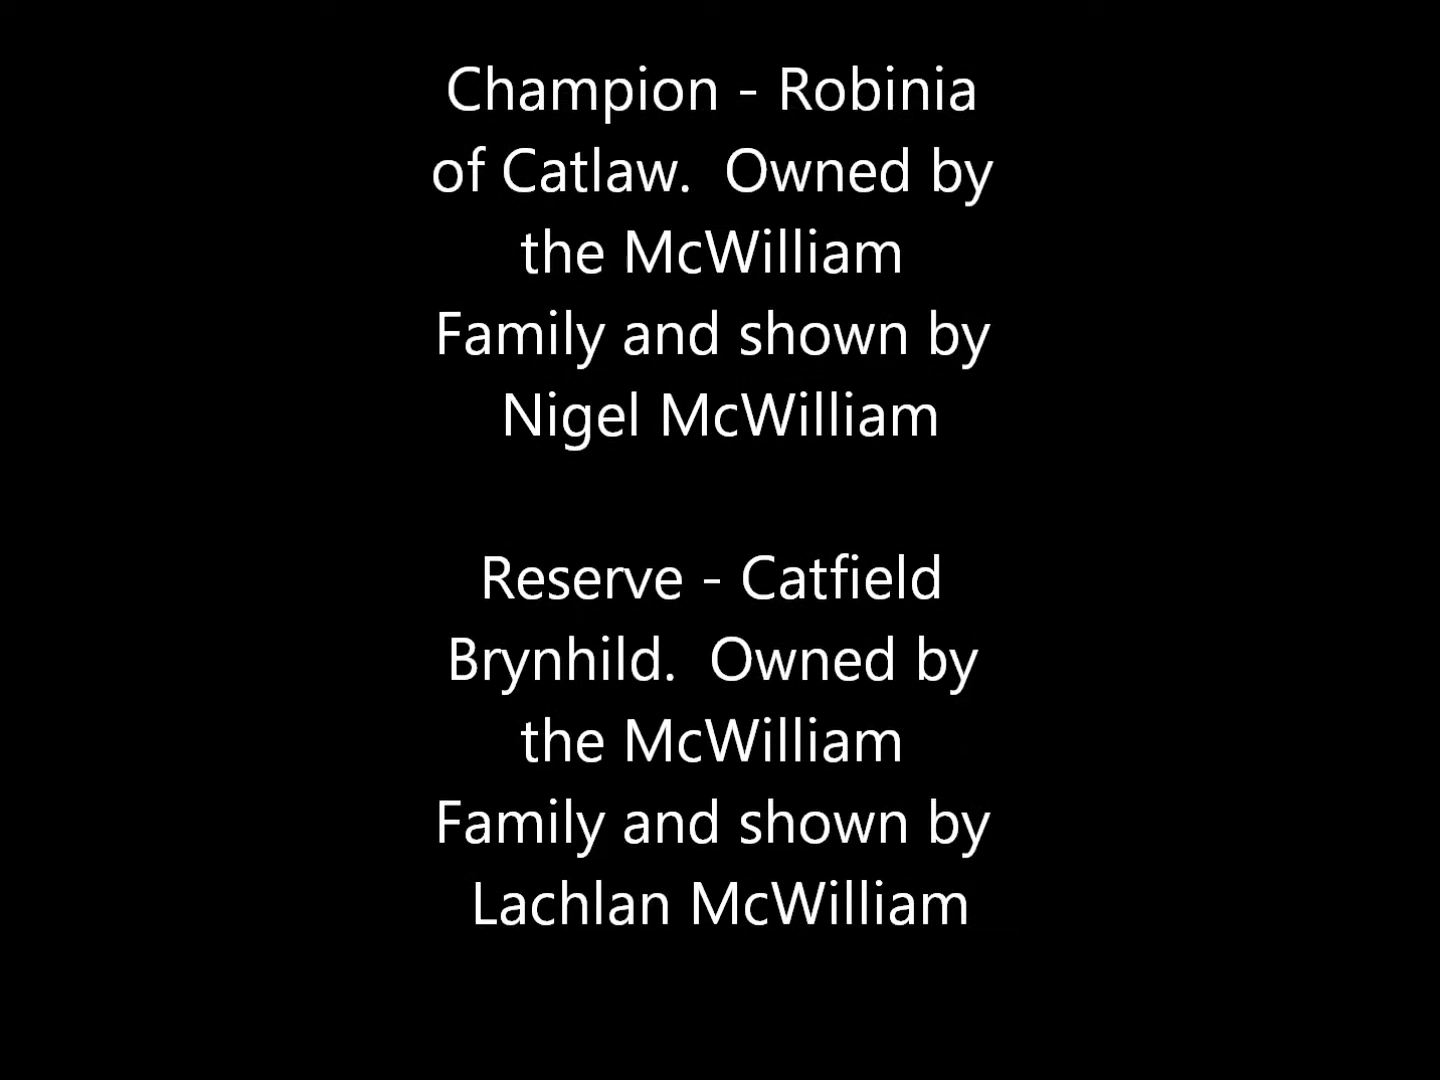 Champion - Robinia
of Catlaw.  Owned by
the McWilliam
Family and shown by
Nigel McWilliam
Reserve - Catfield
Brynhild.  Owned by
the McWilliam
Family and shown by
Lachlan McWilliam